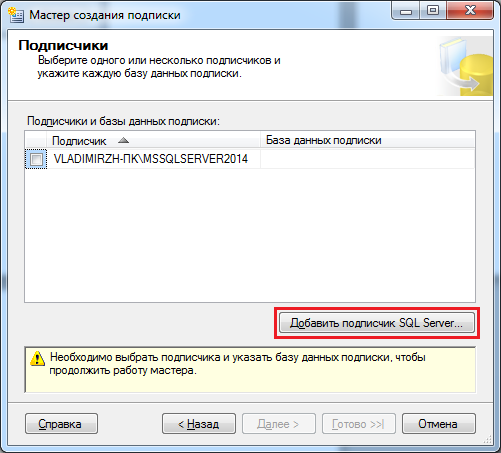 Мастер создания подписки
Подписчики
Выберите одного или несколько подписчиков и
укажите каждую базу данных подписки.
Подписчики и базы данных подписки:
Подписчик База данных подписки
VLADIMIRZH-ПК\MSSQLSERVER2014
Добавить подписчик SQL Server...
Необходимо выбрать подписчика и указать базу данных подписки, чтобы
продолжить работу мастера.
Справка < Назад Далее > Готово >>| Отмена